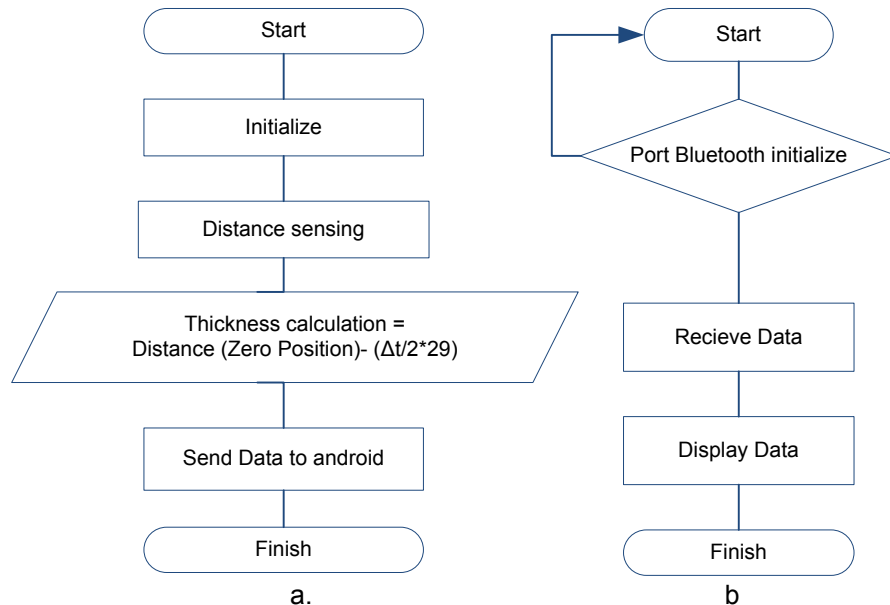 Start
Initialize
Distance sensing
Thickness calculation =
Distance (Zero Position)- (Δt/2*29)
Send Data to android
Finish
a.
Start
Port Bluetooth initialize
Recieve Data
Display Data
Finish
b